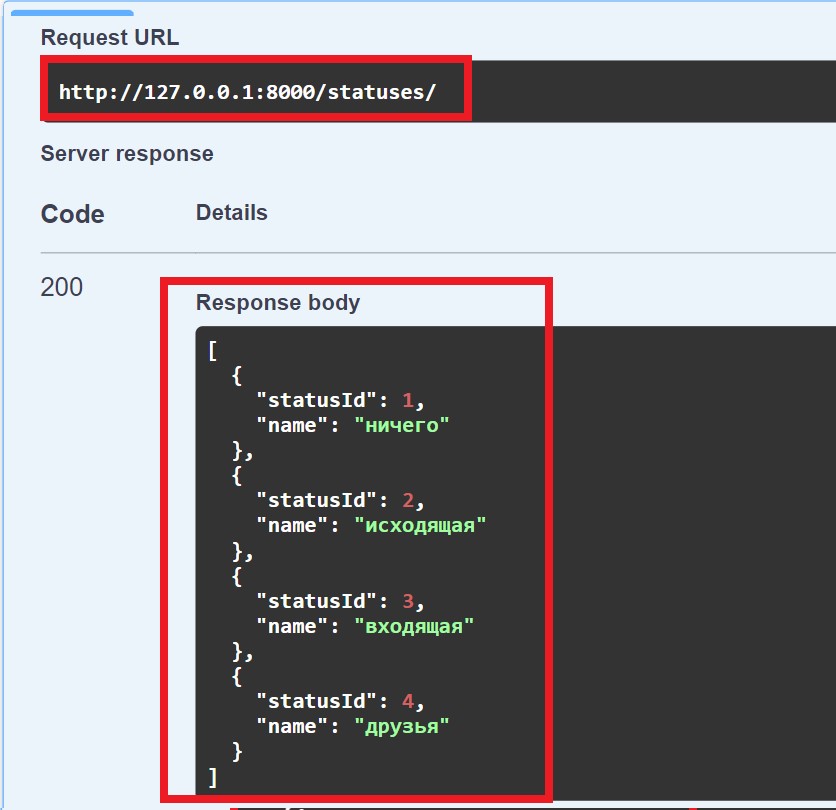 Request URL
http://127.0.0.1:8000/statuses/
Server response
Code Details
200
Response body
[
{
"statusId": 1,
"name": "ничего"
},
{
"statusId": 2,
"name": "исходящая"
},
{
"statusId": 3,
"name": "входящая"
},
{
"statusId": 4,
"name": "друзья"
}
]